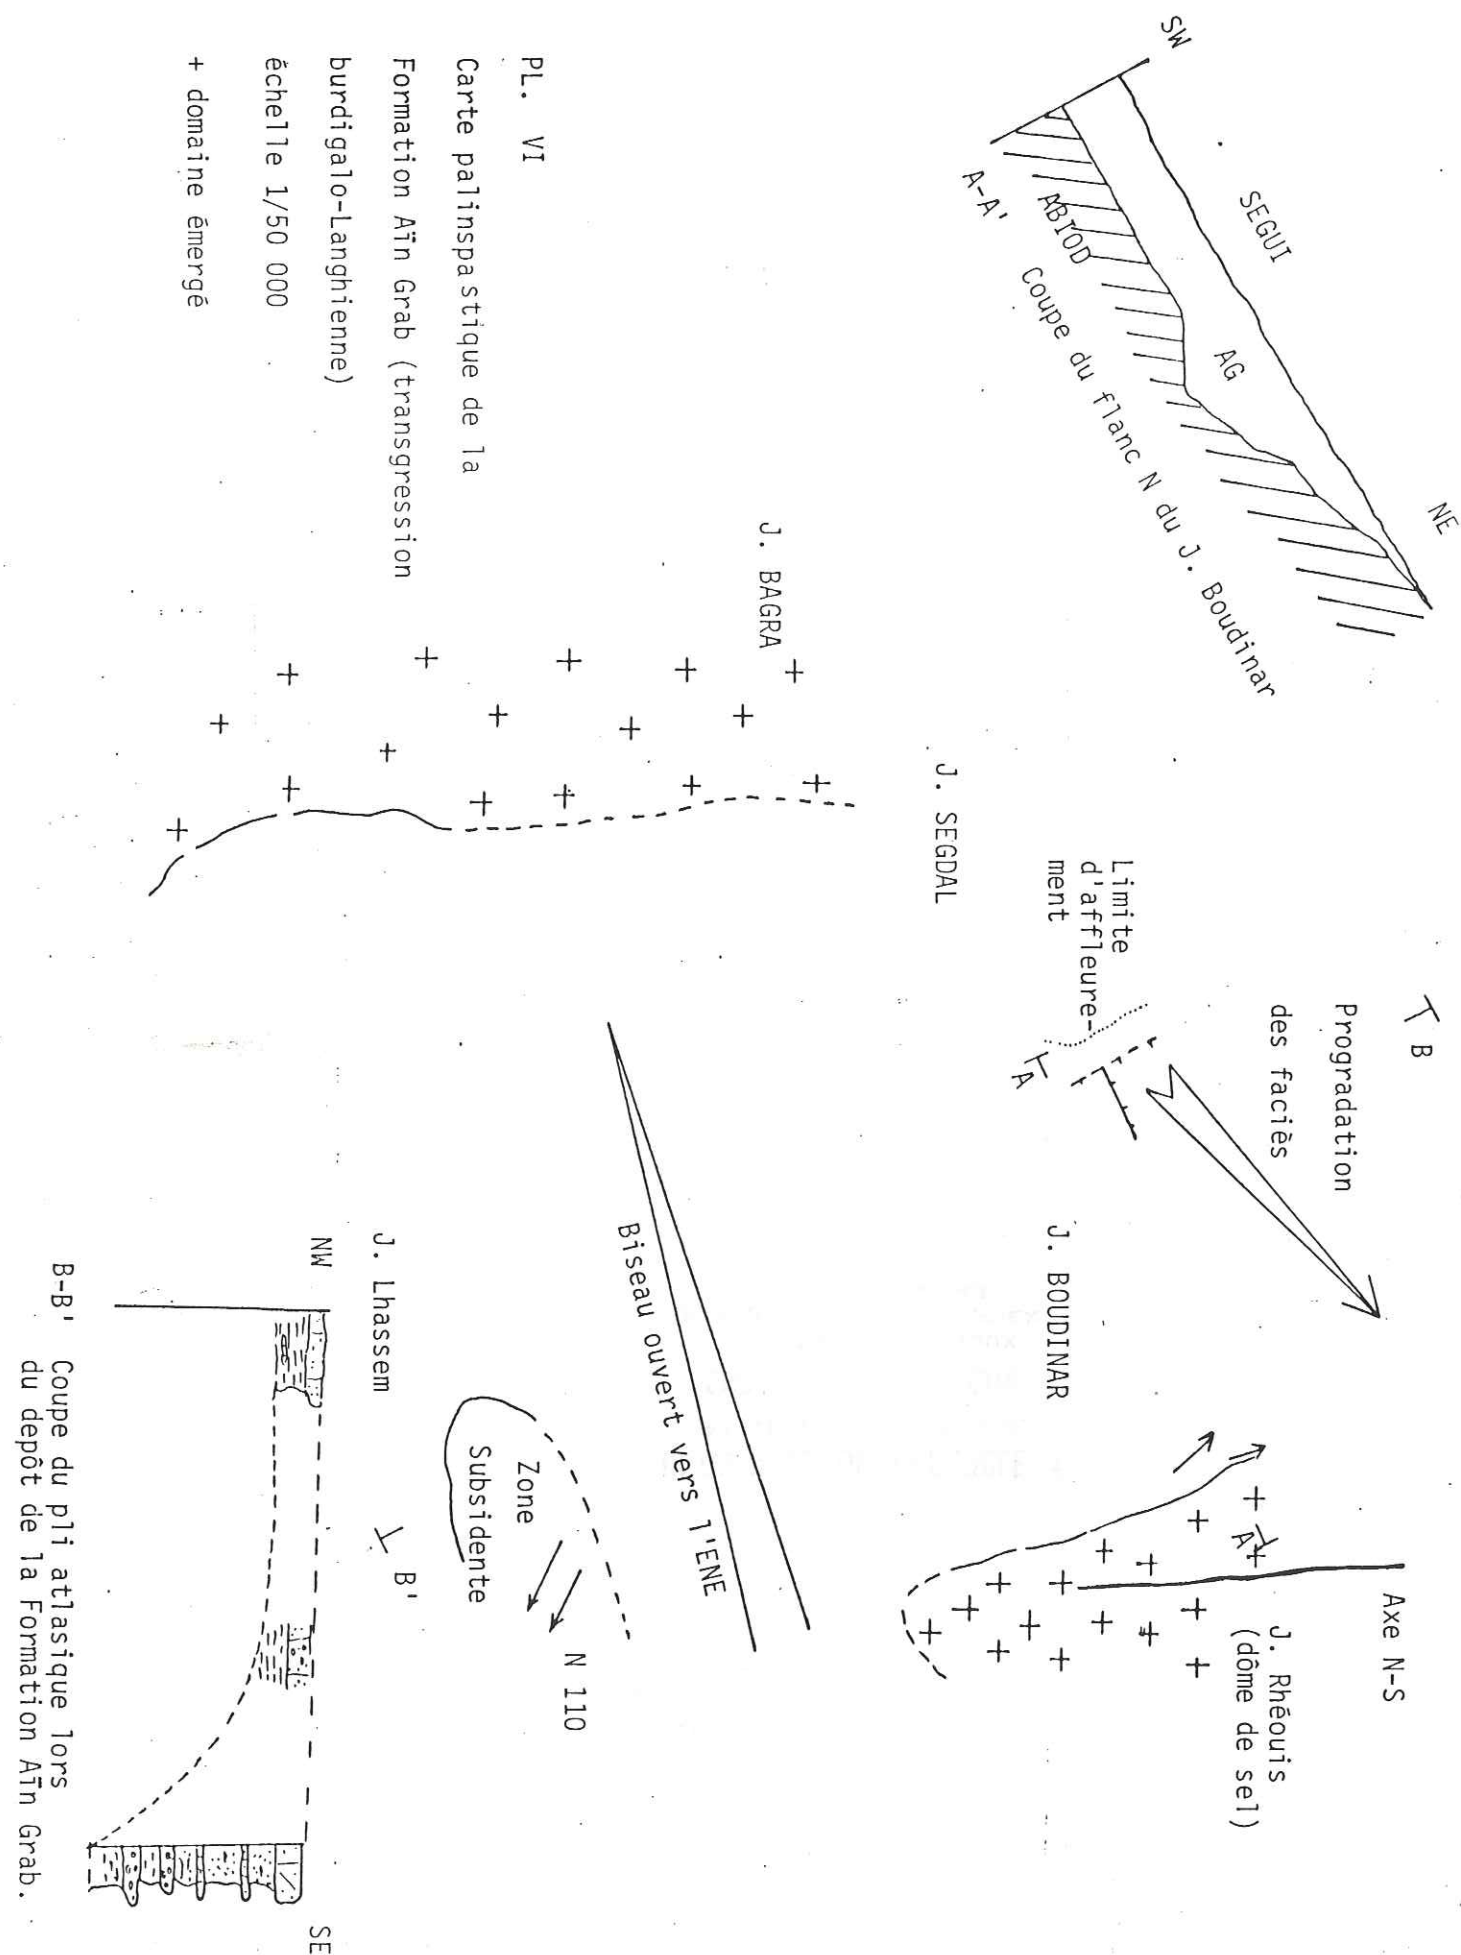 SW
NE
SEGUI
AG
ABIOD
A-A'
Coupe du flanc N du J. Boudinar
PL. VI
Carte palinspastique de la
Formation Aïn Grab (transgression
burdigalo-Langhienne)
échelle 1/50 000
+ domaine émergé
J. BAGRA
J. SEGDAL
B
Progradation
des faciès
Limite
d'affleure-
ment
A
J. BOUDINAR
Axe N-S
J. Rhéouis
(dôme de sel)
A'
Biseau ouvert vers l'ENE
Zone
Subsidente
N 110
J. Lhassem
B'
NW
SE
B-B' Coupe du pli atlasique lors
du depôt de la Formation Aïn Grab.